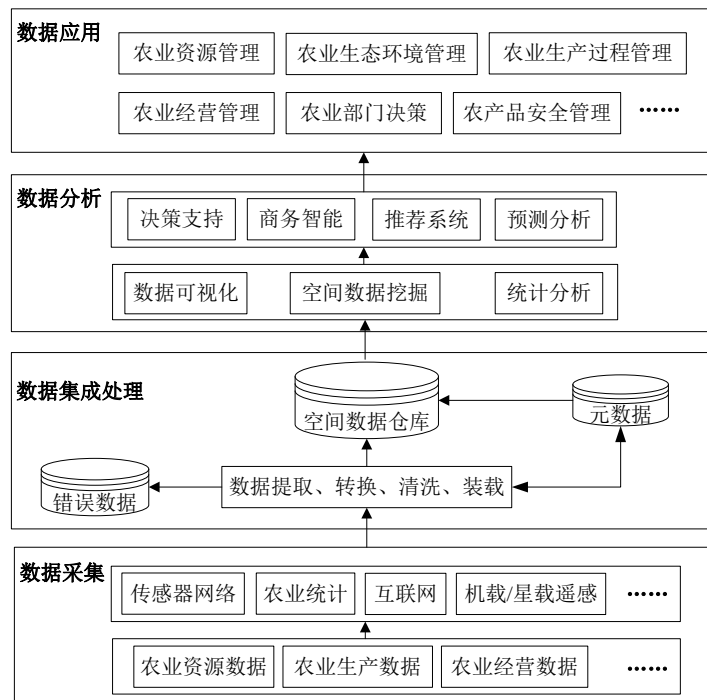 数据应用
农业资源管理 农业生态环境管理 农业生产过程管理
农业经营管理 农业部门决策 农产品安全管理 ……
数据分析
决策支持 商务智能 推荐系统 预测分析
数据可视化 空间数据挖掘 统计分析
数据集成处理
空间数据仓库 元数据
错误数据 数据提取、转换、清洗、装载
数据采集
传感器网络 农业统计 互联网 机载/星载遥感 ……
农业资源数据 农业生产数据 农业经营数据 ……